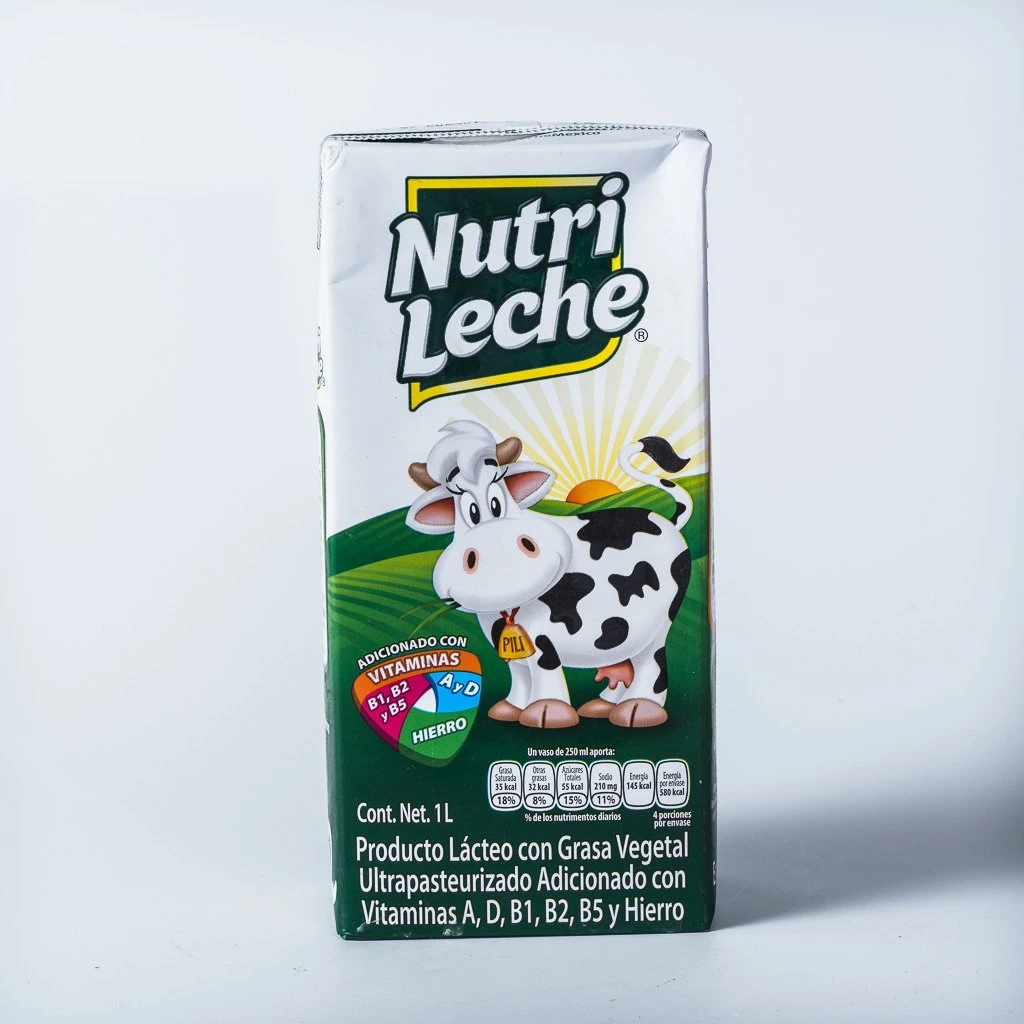 México
Nutri
Leche
®
PILI
ADICIONADO CON
VITAMINAS
B1, B2
y B5
A y D
HIERRO
Un vaso de 250 ml aporta:
Grasa Saturada 35 kcal 18%
Otras grasas 32 kcal 8%
Azúcares Totales 55 kcal 15%
Sodio 210 mg 11%
Energía 145 kcal
Energía por envase 580 kcal
% de los nutrimentos diarios
4 porciones
por envase
Cont. Net. 1L
Producto Lácteo con Grasa Vegetal
Ultrapasteurizado Adicionado con
Vitaminas A, D, B1, B2, B5 y Hierro